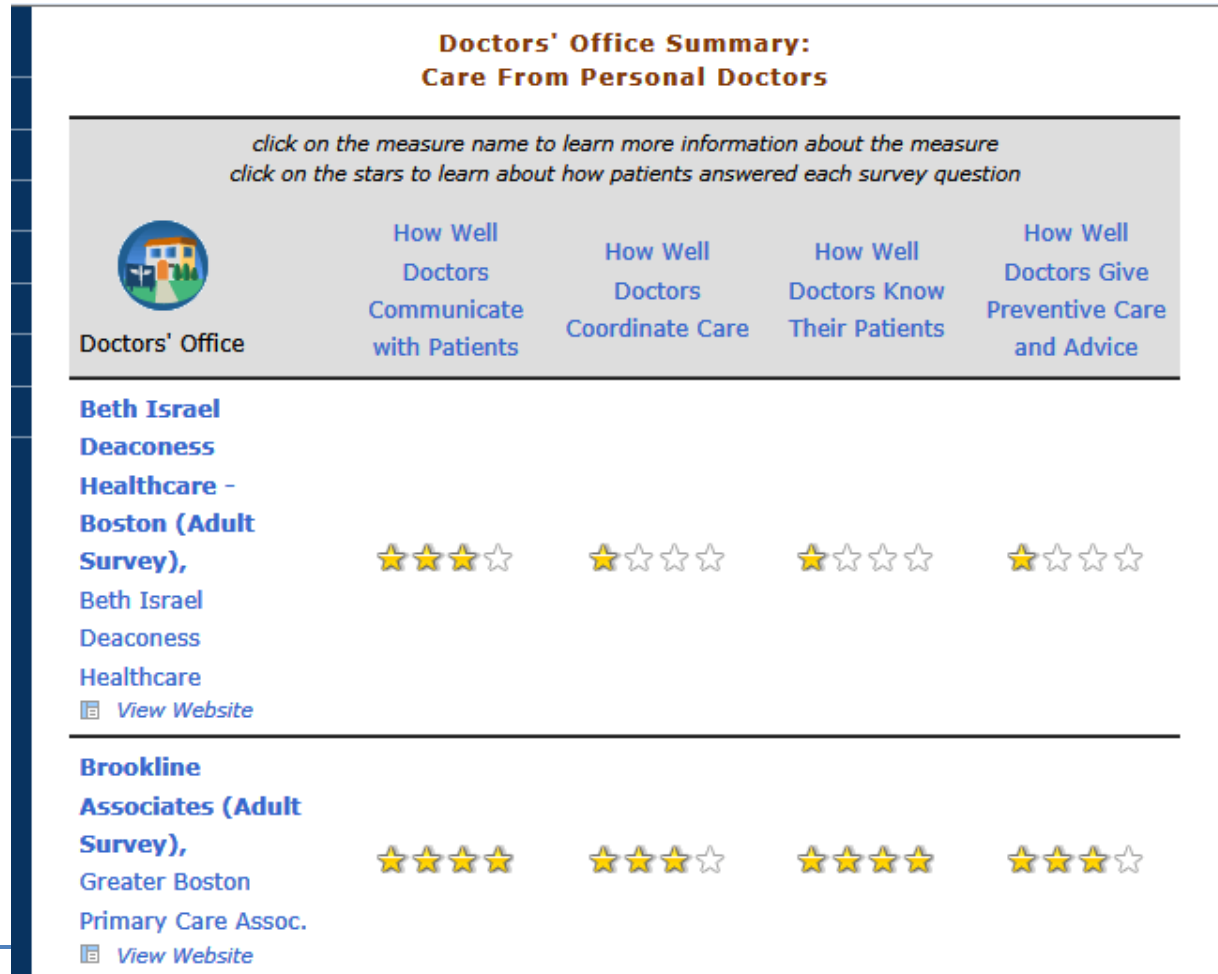 Doctors' Office Summary:
Care From Personal Doctors
click on the measure name to learn more information about the measure
click on the stars to learn about how patients answered each survey question
Doctors' Office
How Well
Doctors
Communicate
with Patients
How Well
Doctors
Coordinate Care
How Well
Doctors Know
Their Patients
How Well
Doctors Give
Preventive Care
and Advice
Beth Israel
Deaconess
Healthcare -
Boston (Adult
Survey),
Beth Israel
Deaconess
Healthcare
View Website
Brookline
Associates (Adult
Survey),
Greater Boston
Primary Care Assoc.
View Website